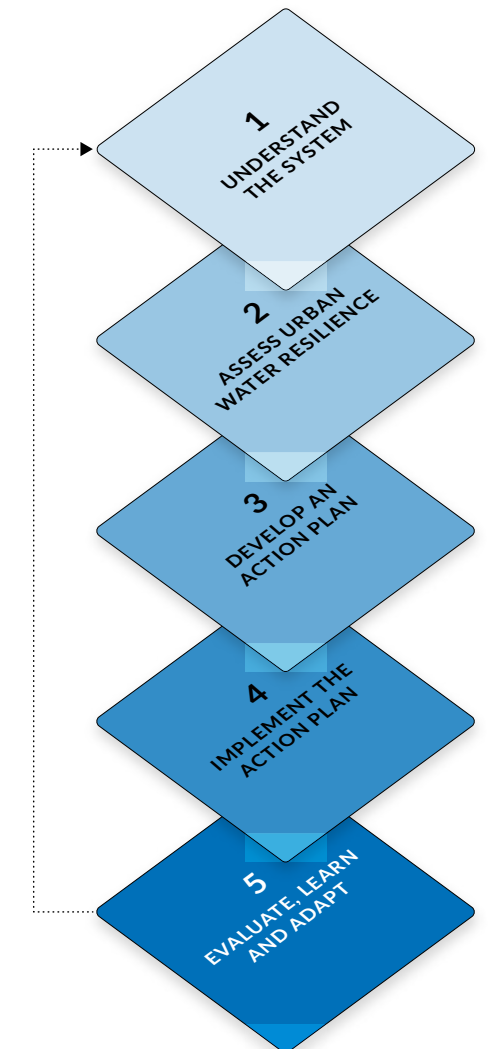 1
UNDERSTAND
THE SYSTEM
2
ASSESS URBAN
WATER RESILIENCE
3
DEVELOP AN
ACTION PLAN
4
IMPLEMENT THE
ACTION PLAN
5
EVALUATE, LEARN
AND ADAPT